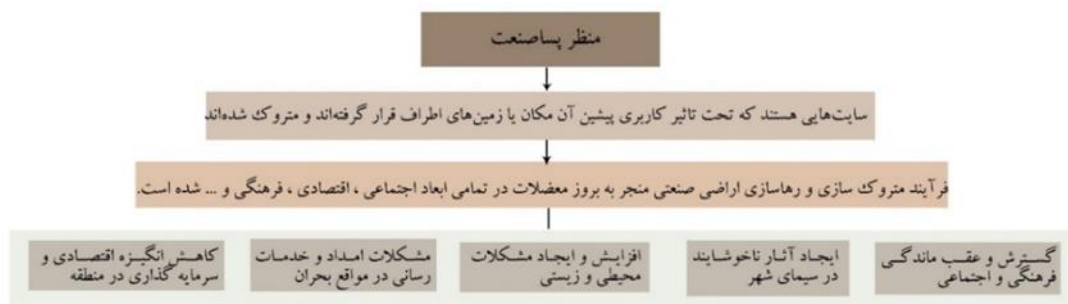 منظر پساصنعت
سایت‌هایی هستند که تحت تاثیر کاربری پیشین آن مکان یا زمین‌های اطراف قرار گرفته‌اند و متروک شده‌اند
فرآیند متروک سازی و رهاسازی اراضی صنعتی منجر به بروز معضلات در تمامی ابعاد اجتماعی ، اقتصادی ، فرهنگی و ... شده است.
گسترش و عقب ماندگی
فرهنگی و اجتماعی
ایجاد آثار ناخوشایند
در سیمای شهر
افزایش و ایجاد مشکلات
محیطی و زیستی
مشکلات امداد و خدمات
رسانی در مواقع بحران
کاهش انگیزه اقتصادی و
سرمایه گذاری در منطقه